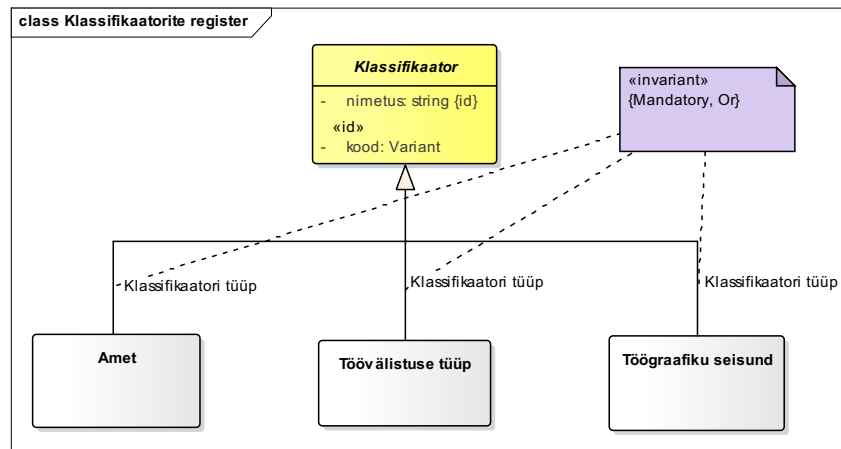 class Klassifikaatorite register
Klassifikaator
- nimetus: string {id}
«id»
- kood: Variant
«invariant»
{Mandatory, Or}
Klassifikaatori tüüp
Klassifikaatori tüüp
Klassifikaatori tüüp
Amet
Töövälistuse tüüp
Töögraafiku seisund